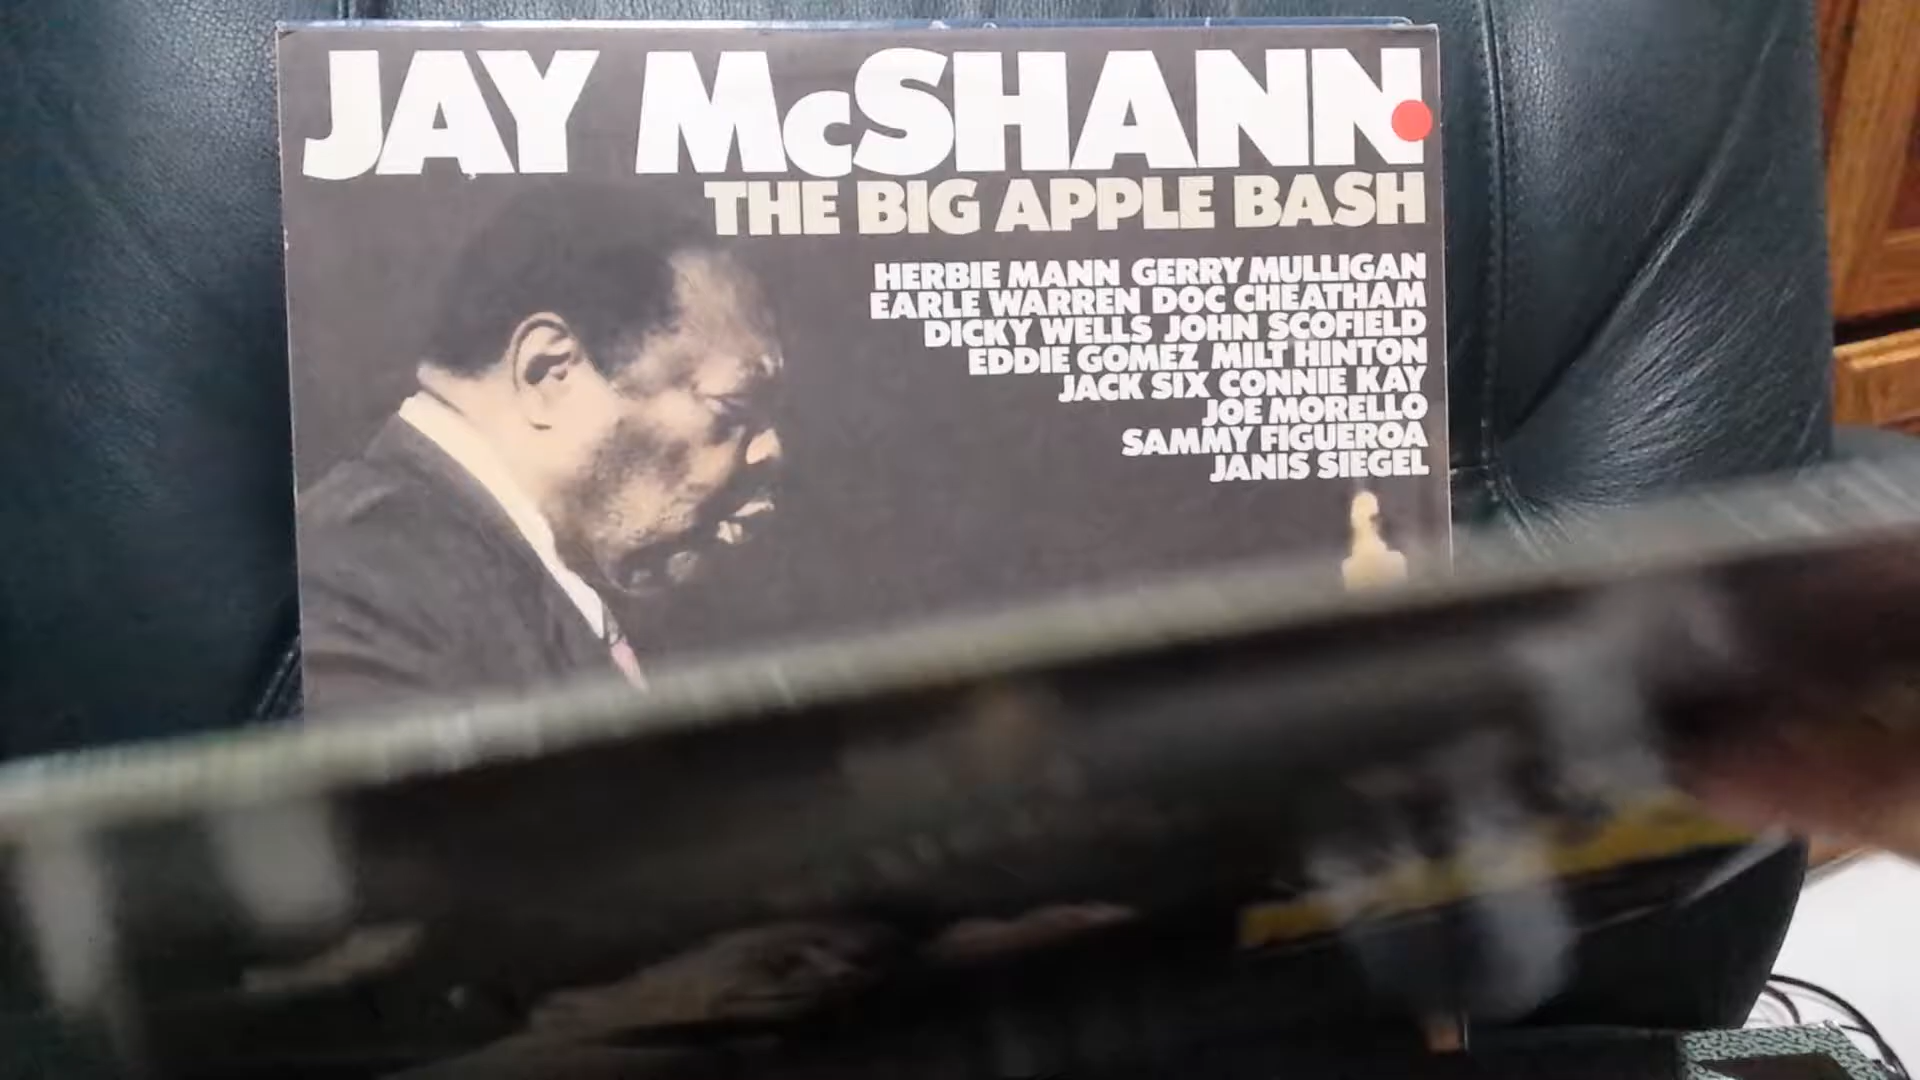 JAY McSHANN
THE BIG APPLE BASH
HERBIE MANN GERRY MULLIGAN
EARLE WARREN DOC CHEATHAM
DICKY WELLS JOHN SCOFIELD
EDDIE GOMEZ MILT HINTON
JACK SIX CONNIE KAY
JOE MORELLO
SAMMY FIGUEROA
JANIS SIEGEL